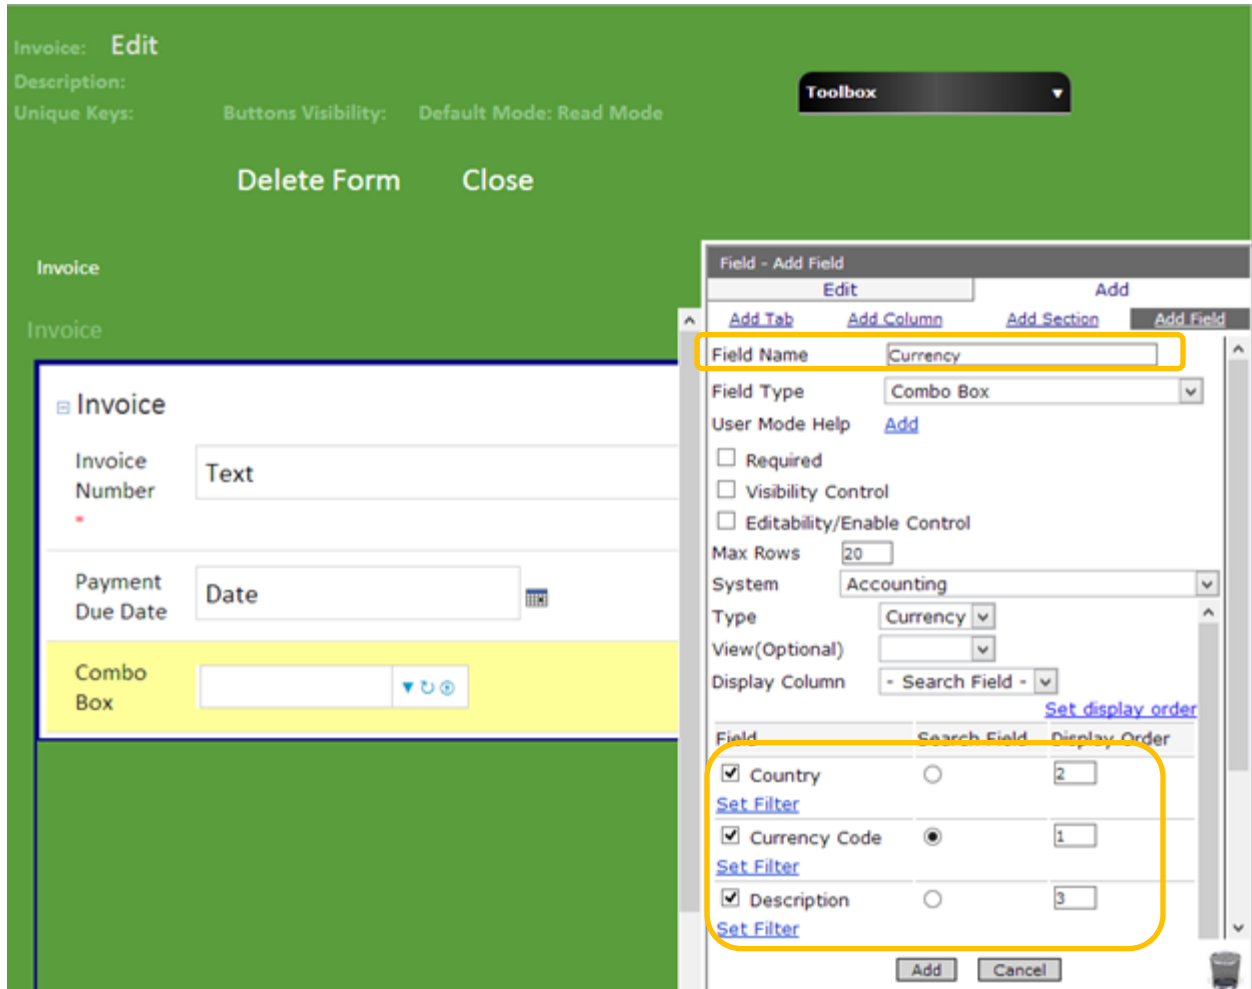 Invoice: Edit
Description:
Unique Keys: Buttons Visibility: Default Mode: Read Mode
Toolbox
Delete Form Close
Invoice
Invoice
Invoice
Invoice Number
*
Text
Payment Due Date
Date
Combo Box
Field - Add Field
Edit Add
Add Tab Add Column Add Section Add Field
Field Name Currency
Field Type Combo Box
User Mode Help Add
Required
Visibility Control
Editability/Enable Control
Max Rows 20
System Accounting
Type Currency
View(Optional)
Display Column - Search Field -
Set display order
Field Search Field Display Order
Country 2
Set Filter
Currency Code 1
Set Filter
Description 3
Set Filter
Add Cancel